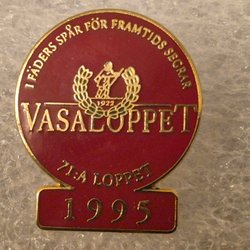 I FÄDERS SPÅR FÖR FRAMTIDS SEGRAR
1922
VASALOPPET
71:A LOPPET
1995